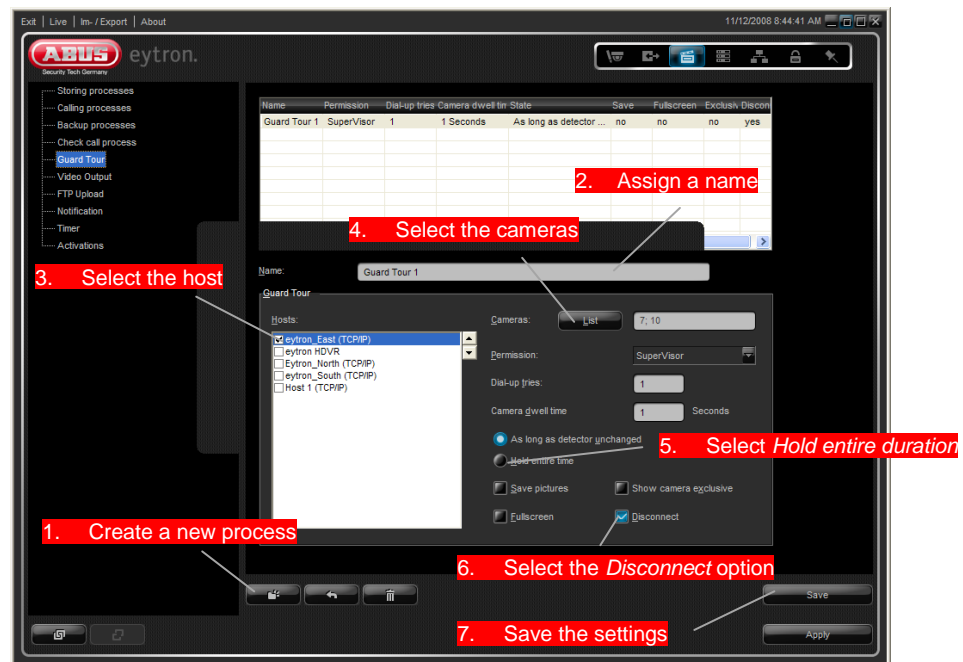 Exit | Live | Im- / Export | About 11/12/2008 8:44:41 AM
ABUS eytron.
Security Tech Germany
Storing processes
Calling processes
Backup processes
Check call process
Guard Tour
Video Output
FTP Upload
Notification
Timer
Activations
Name Permission Dial-up tries Camera dwell tin State Save Fullscreen Exclusiv Discon
Guard Tour 1 SuperVisor 1 1 Seconds As long as detector ... no no no yes
2. Assign a name
4. Select the cameras
3. Select the host
Name: Guard Tour 1
Guard Tour
Hosts:
eytron_East (TCP/IP)
eytron HDVR
Eytron_North (TCP/IP)
eytron_South (TCP/IP)
Host 1 (TCP/IP)
Cameras: List 7; 10
Permission: SuperVisor
Dial-up tries: 1
Camera dwell time 1 Seconds
As long as detector unchanged
5. Select Hold entire duration
Hold entire time
Save pictures Show camera exclusive
Fullscreen Disconnect
1. Create a new process
6. Select the Disconnect option
Save
7. Save the settings
Apply